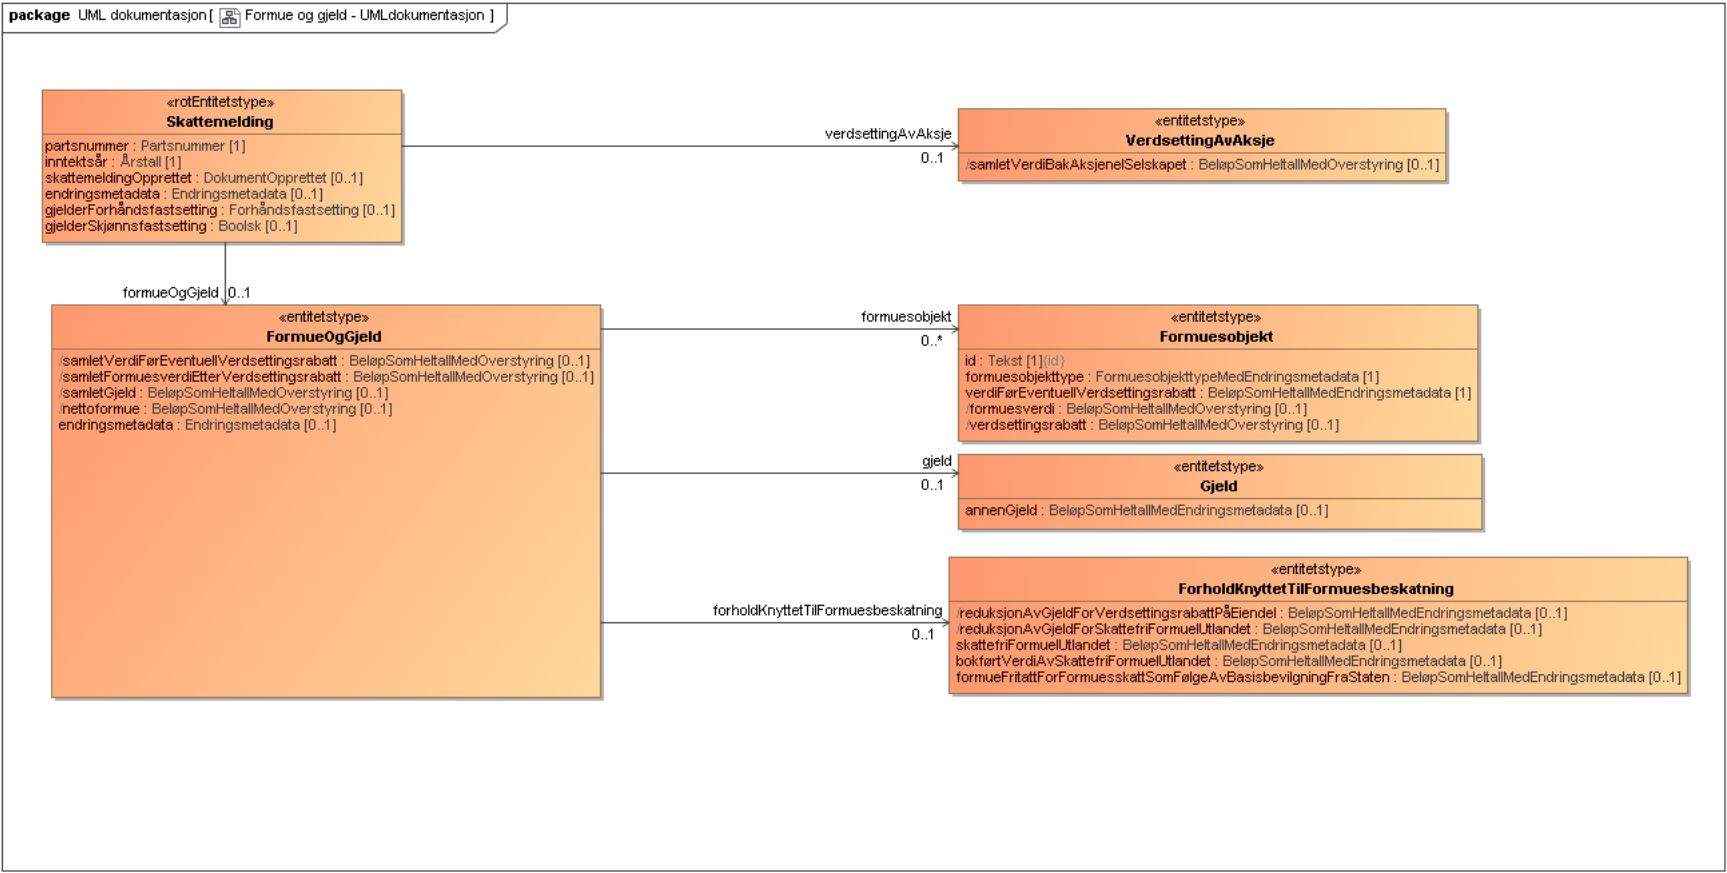 package UML dokumentasjon[ Formue og gjeld - UMLdokumentasjon ]
«rotEntitetstype»
Skattemelding
partsnummer : Partsnummer [1]
inntektsår : Årstall [1]
skattemeldingOpprettet : DokumentOpprettet [0..1]
endringsmetadata : Endringsmetadata [0..1]
gjelderForhåndsfastsetting : Forhåndsfastsetting [0..1]
gjelderSkjønnsfastsetting : Boolsk [0..1]
verdsettingAvAksje
0..1
«entitetstype»
VerdsettingAvAksje
/samletVerdiBakAksjeneISelskapet : BeløpSomHeltallMedOverstyring [0..1]
formueOgGjeld 0..1
«entitetstype»
FormueOgGjeld
/samletVerdiFørEventuellVerdsettingsrabatt : BeløpSomHeltallMedOverstyring [0..1]
/samletFormuesverdiEtterVerdsettingsrabatt : BeløpSomHeltallMedOverstyring [0..1]
/samletGjeld : BeløpSomHeltallMedOverstyring [0..1]
/nettoformue : BeløpSomHeltallMedOverstyring [0..1]
endringsmetadata : Endringsmetadata [0..1]
formuesobjekt
0..*
«entitetstype»
Formuesobjekt
id : Tekst [1]{id}
formuesobjekttype : FormuesobjekttypeMedEndringsmetadata [1]
verdiFørEventuellVerdsettingsrabatt : BeløpSomHeltallMedEndringsmetadata [1]
/formuesverdi : BeløpSomHeltallMedOverstyring [0..1]
/verdsettingsrabatt : BeløpSomHeltallMedOverstyring [0..1]
gjeld
0..1
«entitetstype»
Gjeld
annenGjeld : BeløpSomHeltallMedEndringsmetadata [0..1]
forholdKnyttetTilFormuesbeskatning
0..1
«entitetstype»
ForholdKnyttetTilFormuesbeskatning
/reduksjonAvGjeldForVerdsettingsrabattPåEiendel : BeløpSomHeltallMedEndringsmetadata [0..1]
/reduksjonAvGjeldForSkattefriFormueIUtlandet : BeløpSomHeltallMedEndringsmetadata [0..1]
skattefriFormueIUtlandet : BeløpSomHeltallMedEndringsmetadata [0..1]
bokførtVerdiAvSkattefriFormueIUtlandet : BeløpSomHeltallMedEndringsmetadata [0..1]
formueFritattForFormuesskattSomFølgeAvBasisbevilgningFraStaten : BeløpSomHeltallMedEndringsmetadata [0..1]